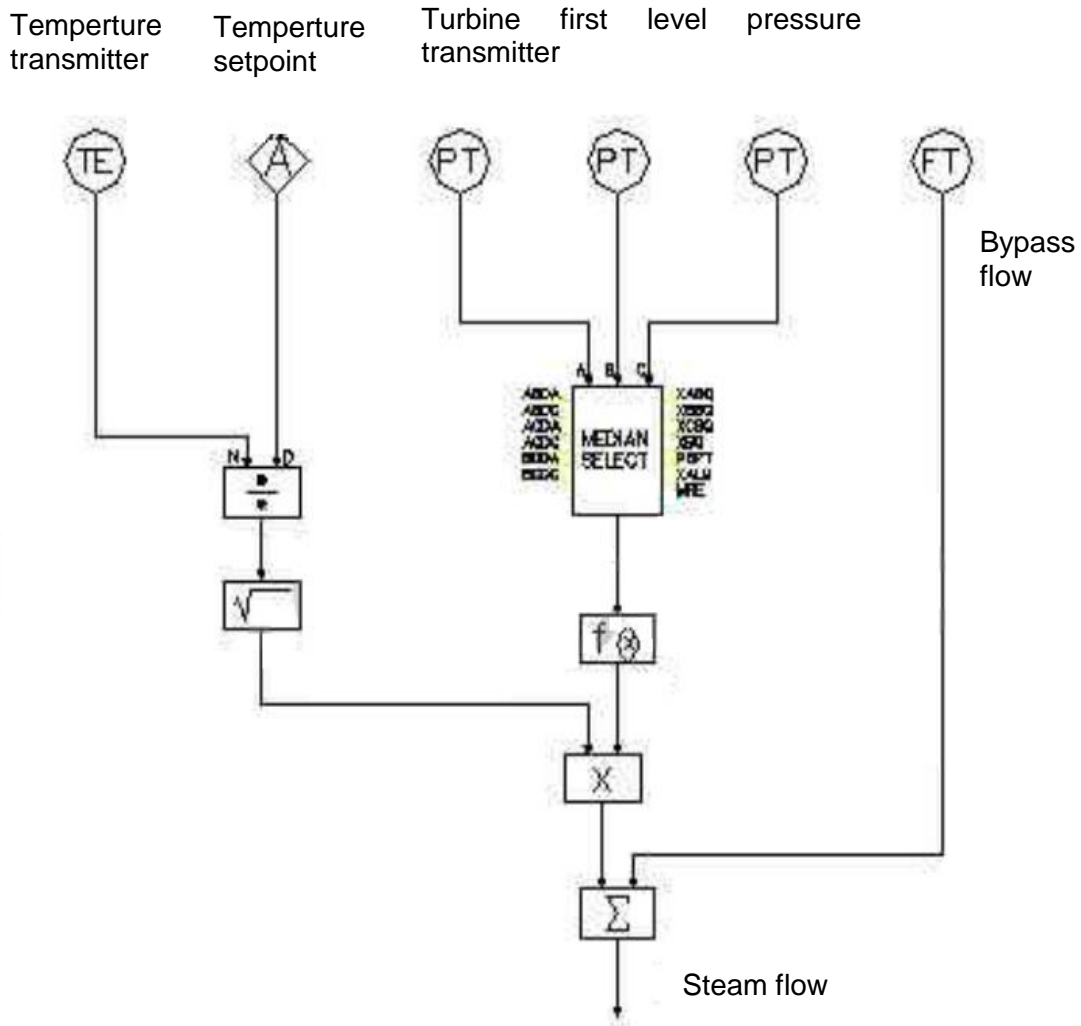 Temperture
transmitter
Temperture
setpoint
Turbine first level pressure
transmitter
TE
A
PT
PT
PT
FT
Bypass
flow
A B C
MEDIAN
SELECT
N D
÷
√
f(x)
X
Σ
Steam flow